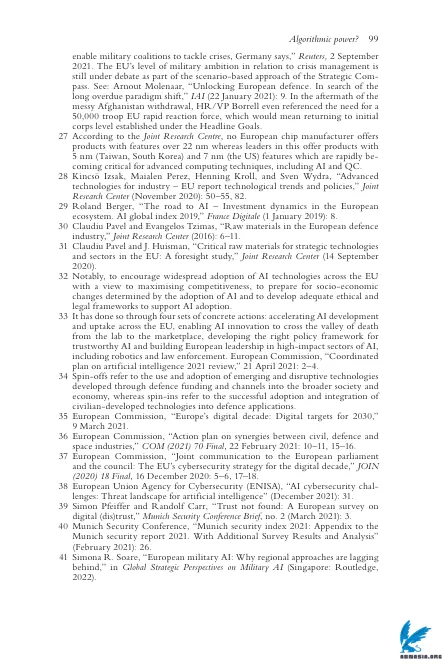 Algorithmic power? 99
enable military coalitions to tackle crises, Germany says,” Reuters, 2 September
2021. The EU’s level of military ambition in relation to crisis management is
still under debate as part of the scenario-based approach of the Strategic Com-
pass. See: Arnout Molenaar, “Unlocking European defence. In search of the
long overdue paradigm shift,” IAI (22 January 2021): 9. In the aftermath of the
messy Afghanistan withdrawal, HR/VP Borrell even referenced the need for a
50,000 troop EU rapid reaction force, which would mean returning to initial
corps level established under the Headline Goals.
27 According to the Joint Research Centre, no European chip manufacturer offers
products with features over 22 nm whereas leaders in this offer products with
5 nm (Taiwan, South Korea) and 7 nm (the US) features which are rapidly be-
coming critical for advanced computing techniques, including AI and QC.
28 Kincsö Izsak, Maialen Perez, Henning Kroll, and Sven Wydra, “Advanced
technologies for industry – EU report technological trends and policies,” Joint
Research Center (November 2020): 50–55, 82.
29 Roland Berger, “The road to AI – Investment dynamics in the European
ecosystem. AI global index 2019,” France Digitale (1 January 2019): 8.
30 Claudiu Pavel and Evangelos Tzimas, “Raw materials in the European defence
industry,” Joint Research Center (2016): 6–11.
31 Claudiu Pavel and J. Huisman, “Critical raw materials for strategic technologies
and sectors in the EU: A foresight study,” Joint Research Center (14 September
2020).
32 Notably, to encourage widespread adoption of AI technologies across the EU
with a view to maximising competitiveness, to prepare for socio-economic
changes determined by the adoption of AI and to develop adequate ethical and
legal frameworks to support AI adoption.
33 It has done so through four sets of concrete actions: accelerating AI development
and uptake across the EU, enabling AI innovation to cross the valley of death
from the lab to the marketplace, developing the right policy framework for
trustworthy AI and building European leadership in high-impact sectors of AI,
including robotics and law enforcement. European Commission, “Coordinated
plan on artificial intelligence 2021 review,” 21 April 2021: 2–4.
34 Spin-offs refer to the use and adoption of emerging and disruptive technologies
developed through defence funding and channels into the broader society and
economy, whereas spin-ins refer to the successful adoption and integration of
civilian-developed technologies into defence applications.
35 European Commission, “Europe’s digital decade: Digital targets for 2030,”
9 March 2021.
36 European Commission, “Action plan on synergies between civil, defence and
space industries,” COM (2021) 70 Final, 22 February 2021: 10–11, 15–16.
37 European Commission, “Joint communication to the European parliament
and the council: The EU’s cybersecurity strategy for the digital decade,” JOIN
(2020) 18 Final, 16 December 2020: 5–6, 17–18.
38 European Union Agency for Cybersecurity (ENISA), “AI cybersecurity chal-
lenges: Threat landscape for artificial intelligence” (December 2021): 31.
39 Simon Pfeiffer and Randolf Carr, “Trust not found: A European survey on
digital (dis)trust,” Munich Security Conference Brief, no. 2 (March 2021): 3.
40 Munich Security Conference, “Munich security index 2021: Appendix to the
Munich security report 2021. With Additional Survey Results and Analysis”
(February 2021): 26.
41 Simona R. Soare, “European military AI: Why regional approaches are lagging
behind,” in Global Strategic Perspectives on Military AI (Singapore: Routledge,
2022).